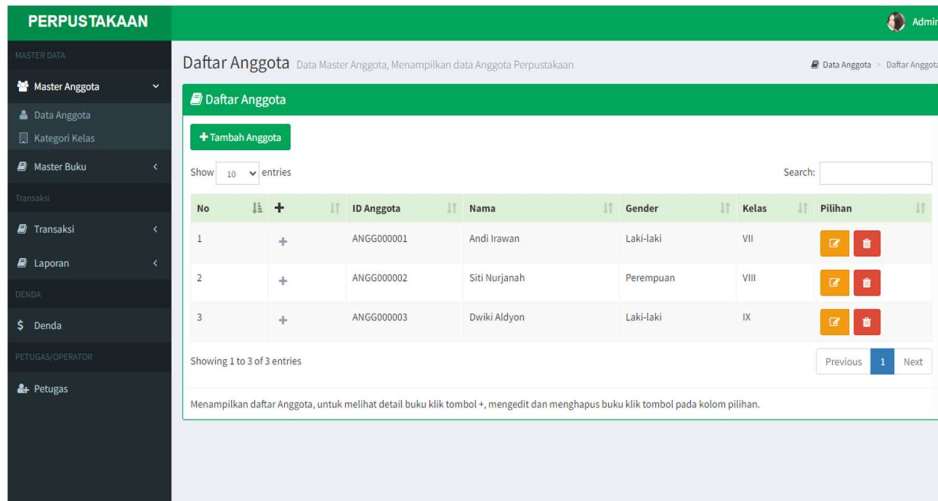 PERPUSTAKAAN
Admin
MASTER DATA
Master Anggota
Data Anggota
Kategori Kelas
Master Buku
Transaksi
Transaksi
Laporan
DENDA
$ Denda
PETUGAS/OPERATOR
Petugas
Daftar Anggota Data Master Anggota, Menampilkan data Anggota Perpustakaan
Data Anggota > Daftar Anggota
Daftar Anggota
+ Tambah Anggota
Show 10 entries
Search:
No + ID Anggota Nama Gender Kelas Pilihan
1 + ANGG000001 Andi Irawan Laki-laki VII
2 + ANGG000002 Siti Nurjanah Perempuan VIII
3 + ANGG000003 Dwiki Aldyon Laki-laki IX
Showing 1 to 3 of 3 entries
Previous 1 Next
Menampilkan daftar Anggota, untuk melihat detail buku klik tombol +, mengedit dan menghapus buku klik tombol pada kolom pilihan.